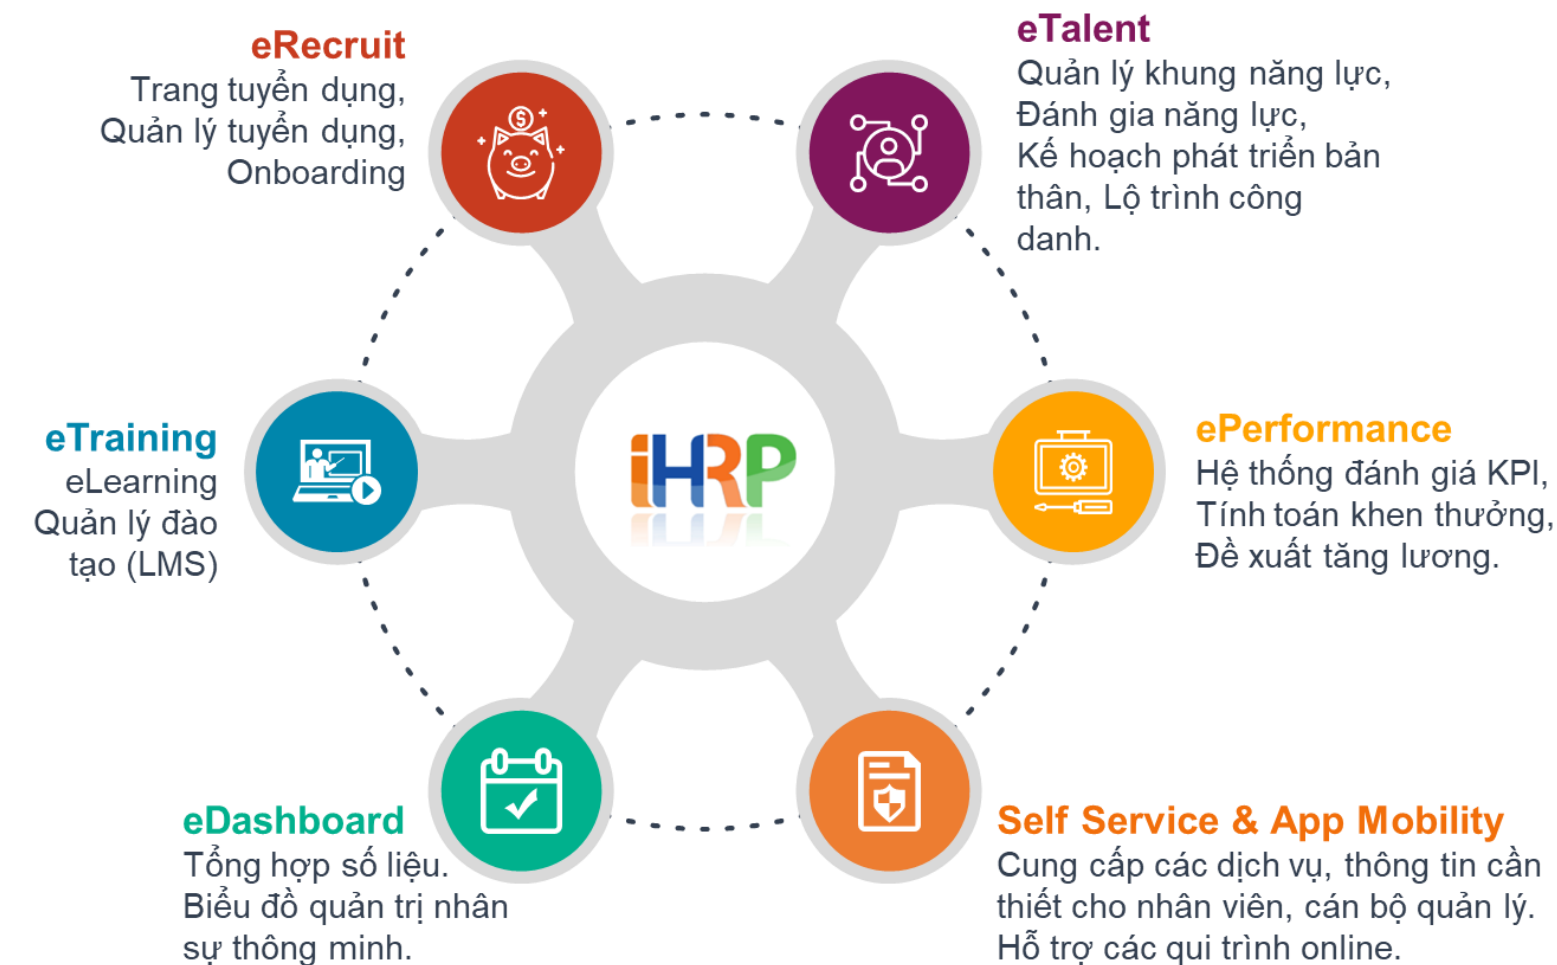 eRecruit
Trang tuyển dụng,
Quản lý tuyển dụng,
Onboarding
eTalent
Quản lý khung năng lực,
Đánh gia năng lực,
Kế hoạch phát triển bản
thân, Lộ trình công
danh.
eTraining
eLearning
Quản lý đào
tạo (LMS)
iHRP
ePerformance
Hệ thống đánh giá KPI,
Tính toán khen thưởng,
Đề xuất tăng lương.
eDashboard
Tổng hợp số liệu.
Biểu đồ quản trị nhân
sự thông minh.
Self Service & App Mobility
Cung cấp các dịch vụ, thông tin cần
thiết cho nhân viên, cán bộ quản lý.
Hỗ trợ các qui trình online.